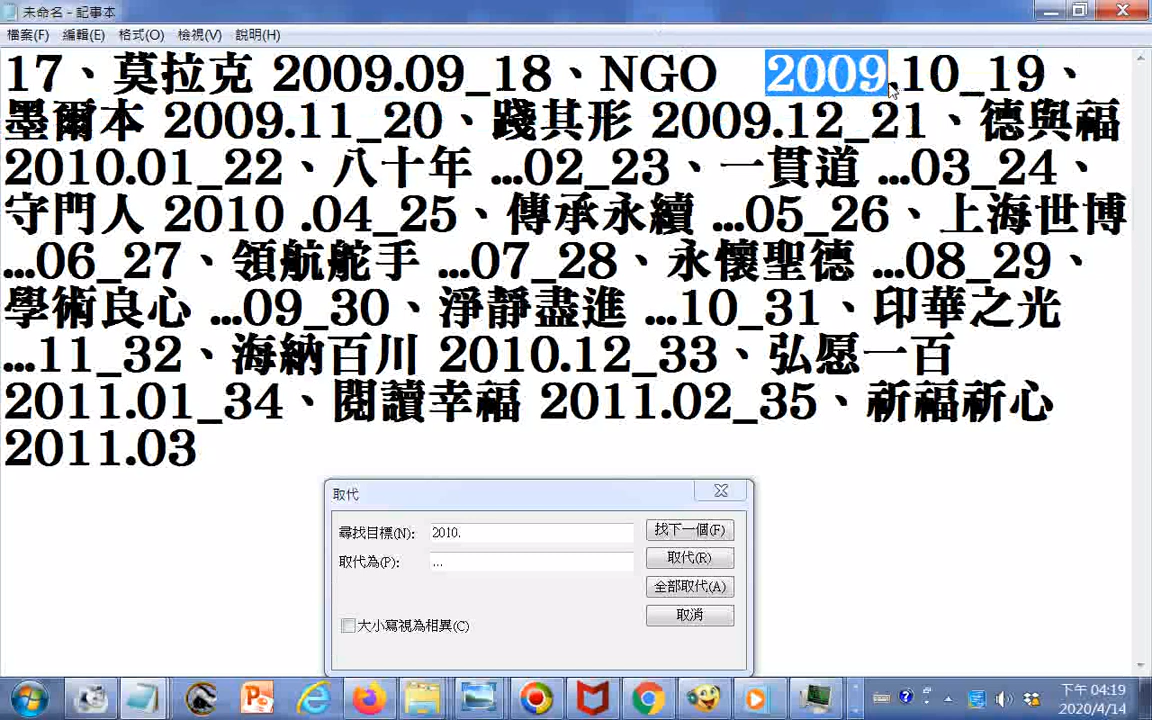 未命名 - 記事本
檔案(F) 編輯(E) 格式(O) 檢視(V) 說明(H)
17、莫拉克 2009.09_18、NGO 2009.10_19、
墨爾本 2009.11_20、踐其形 2009.12_21、德與福
2010.01_22、八十年 ...02_23、一貫道 ...03_24、
守門人 2010 .04_25、傳承永續 ...05_26、上海世博
...06_27、領航舵手 ...07_28、永懷聖德 ...08_29、
學術良心 ...09_30、淨靜盡進 ...10_31、印華之光
...11_32、海納百川 2010.12_33、弘愿一百
2011.01_34、閱讀幸福 2011.02_35、祈福祈心
2011.03
取代
尋找目標(N): 2010. 找下一個(F)
取代為(P): ... 取代(R)
全部取代(A)
取消
大小寫視為相異(C)
下午 04:19
2020/4/14